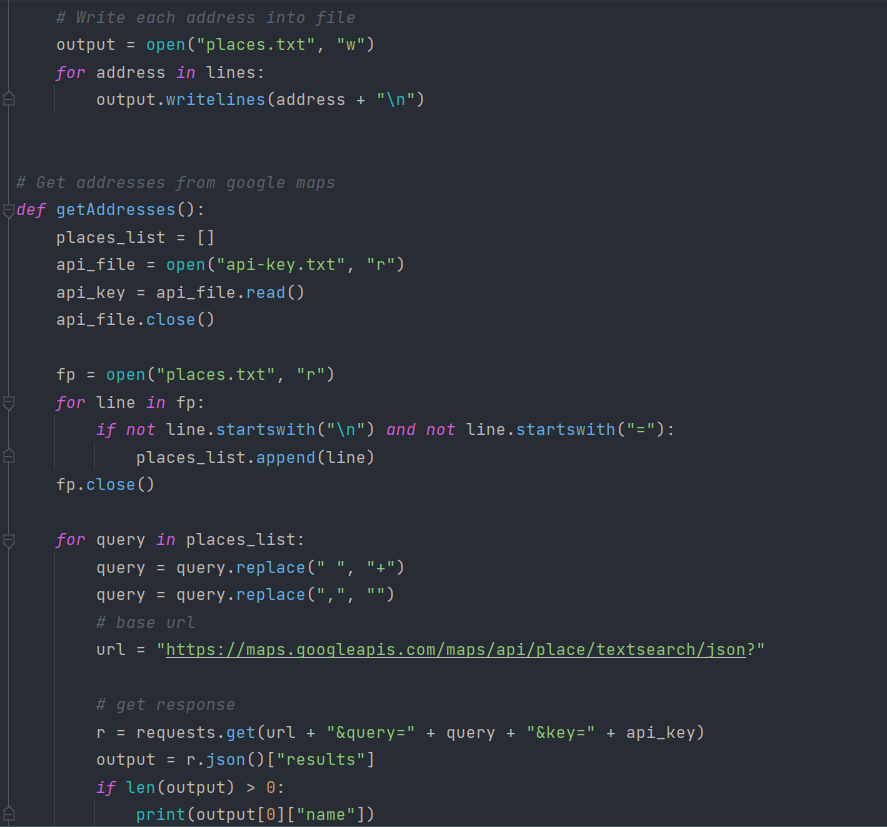 # Write each address into file
output = open("places.txt", "w")
for address in lines:
output.writelines(address + "\n")
# Get addresses from google maps
def getAddresses():
places_list = []
api_file = open("api-key.txt", "r")
api_key = api_file.read()
api_file.close()
fp = open("places.txt", "r")
for line in fp:
if not line.startswith("\n") and not line.startswith("="):
places_list.append(line)
fp.close()
for query in places_list:
query = query.replace(" ", "+")
query = query.replace(",", "")
# base url
url = "https://maps.googleapis.com/maps/api/place/textsearch/json?"
# get response
r = requests.get(url + "&query=" + query + "&key=" + api_key)
output = r.json()["results"]
if len(output) > 0:
print(output[0]["name"])